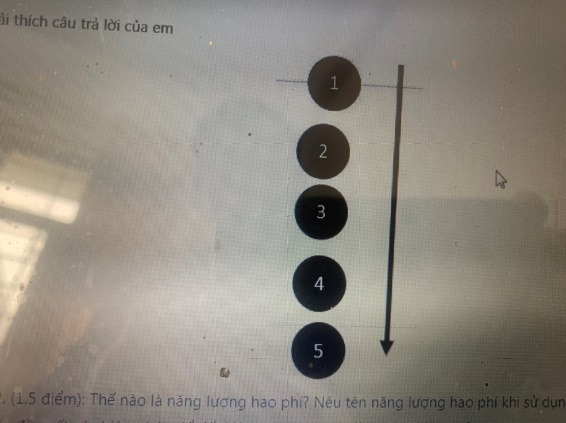 ải thích câu trả lời của em
1
2
3
4
5
. (1.5 điểm): Thế nào là năng lượng hao phí? Nêu tên năng lượng hao phí khi sử dụn